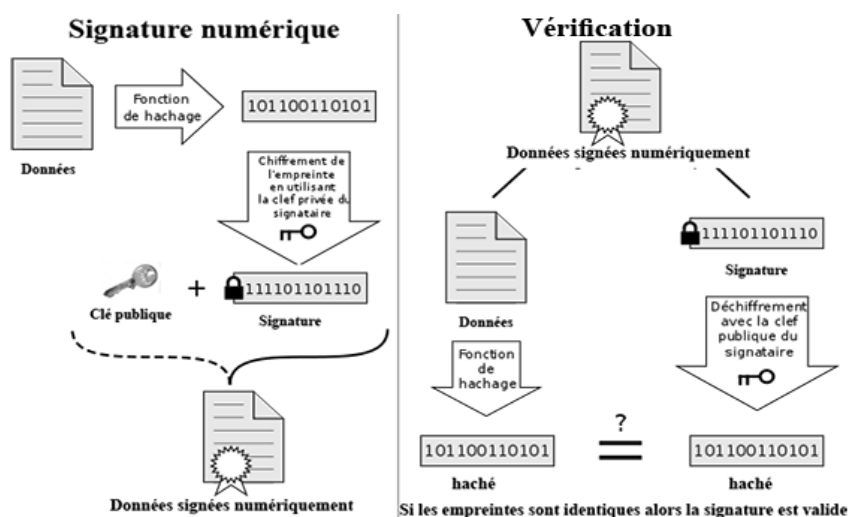 Signature numérique
Fonction
de hachage
101100110101
Données
Chiffrement de
l'empreinte
en utilisant
la clef privée du
signataire
Clé publique
+
111101101110
Signature
Données signées numériquement
Vérification
Données signées numériquement
Données
111101101110
Signature
Fonction
de
hachage
Déchiffrement
avec la clef
publique du
signataire
101100110101
haché
?
=
101100110101
haché
Si les empreintes sont identiques alors la signature est valide